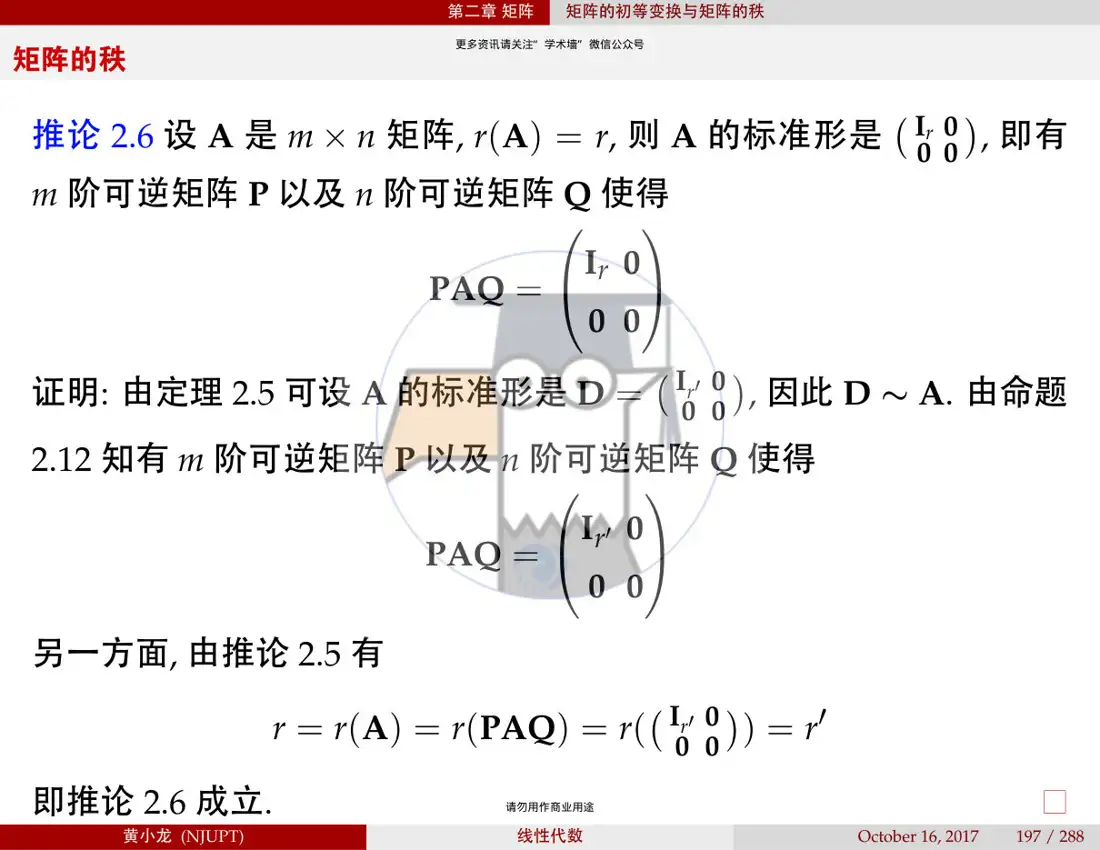 第二章 矩阵 矩阵的初等变换与矩阵的秩
更多资讯请关注“学术墙”微信公众号
矩阵的秩
推论 2.6 设 A 是 m × n 矩阵, r(A) = r, 则 A 的标准形是 (I_r 0; 0 0), 即有
m 阶可逆矩阵 P 以及 n 阶可逆矩阵 Q 使得
PAQ = (I_r 0
0 0)
证明: 由定理 2.5 可设 A 的标准形是 D = (I_{r′} 0; 0 0), 因此 D ∼ A. 由命题
2.12 知有 m 阶可逆矩阵 P 以及 n 阶可逆矩阵 Q 使得
PAQ = (I_{r′} 0
0 0)
另一方面, 由推论 2.5 有
r = r(A) = r(PAQ) = r((I_{r′} 0; 0 0)) = r′
即推论 2.6 成立.
请勿用作商业用途
黄小龙 (NJUPT) 线性代数 October 16, 2017 197 / 288